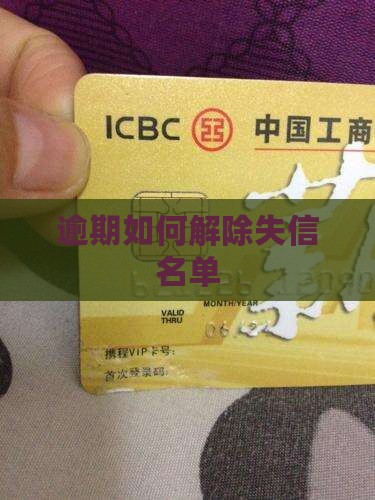 ICBC 中国工商
逾期如何解除失信
名单
MONTH/YEAR
VALID
THRU
携程VIP卡号:
首次登录码: